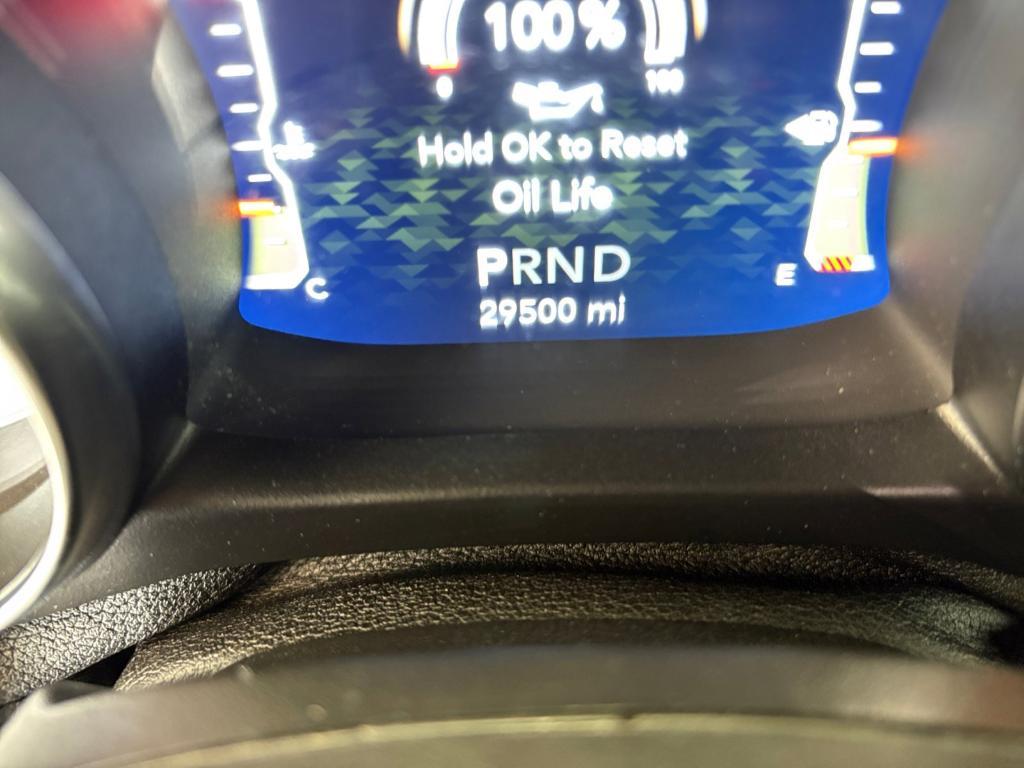 100%
0 100
Hold OK to Reset
Oil Life
PRND
C E
29500 mi